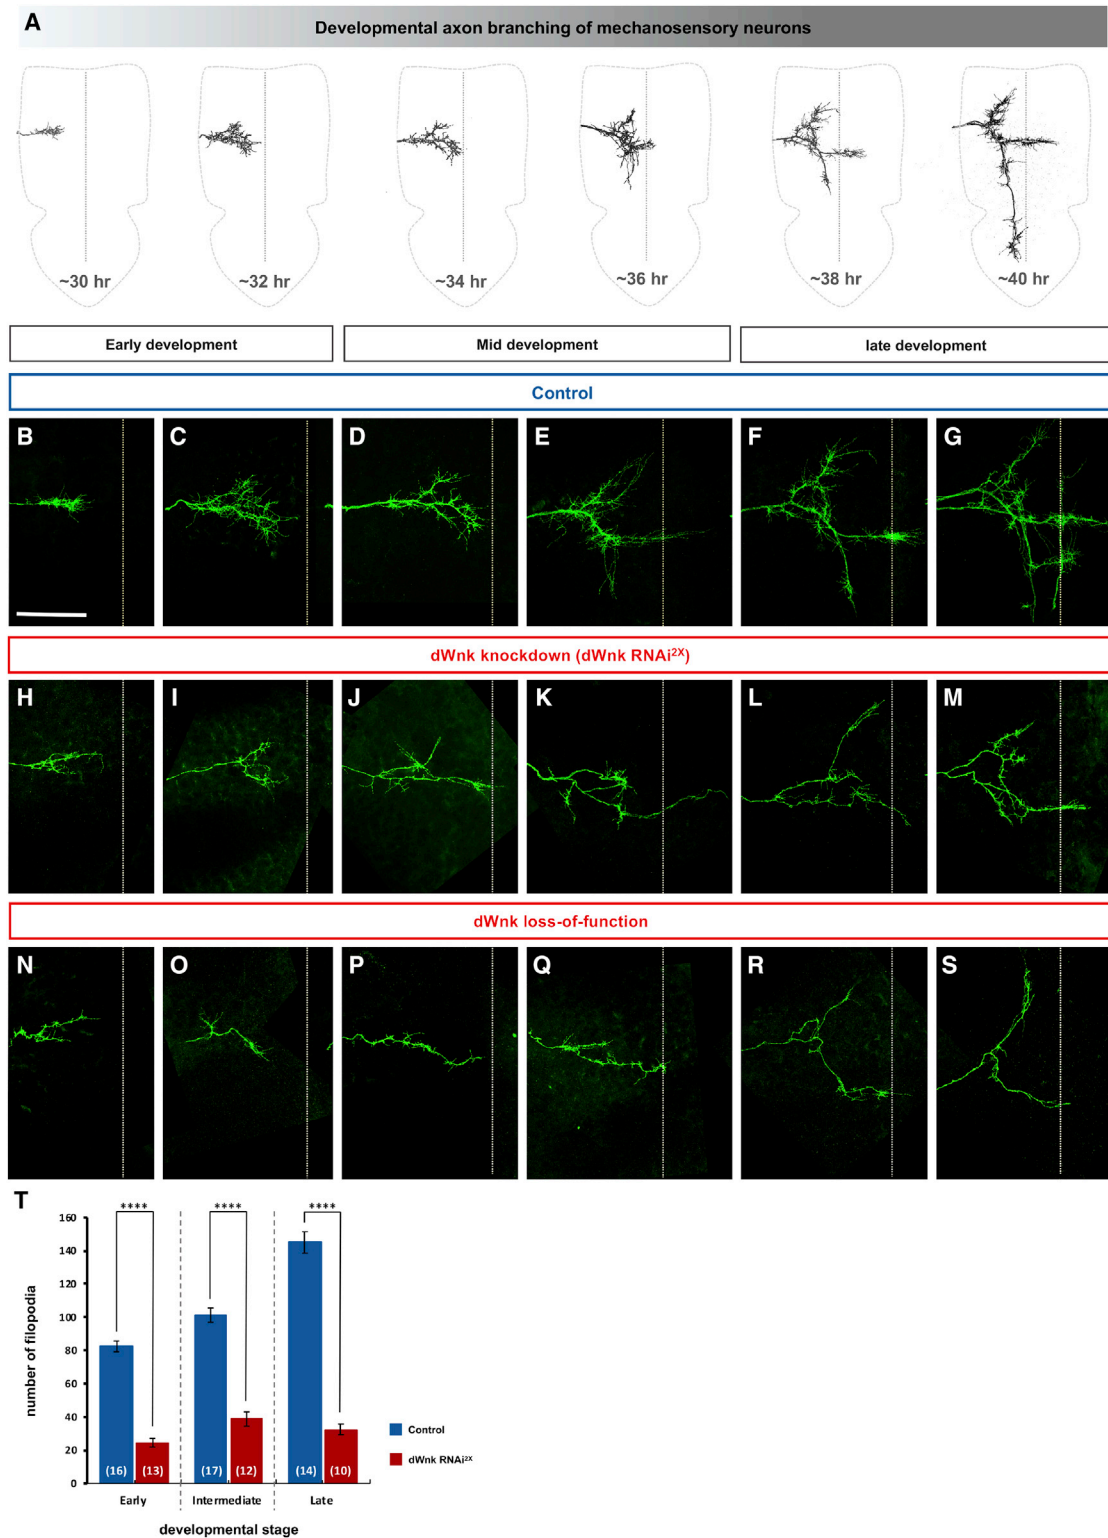 A
Developmental axon branching of mechanosensory neurons
~30 hr
~32 hr
~34 hr
~36 hr
~38 hr
~40 hr
Early development
Mid development
late development
Control
B
C
D
E
F
G
dWnk knockdown (dWnk RNAi²ˣ)
H
I
J
K
L
M
dWnk loss-of-function
N
O
P
Q
R
S
T
****
****
****
160
140
120
100
80
60
40
20
0
number of filopodia
(16)
(13)
(17)
(12)
(14)
(10)
Early
Intermediate
Late
developmental stage
Control
dWnk RNAi²ˣ